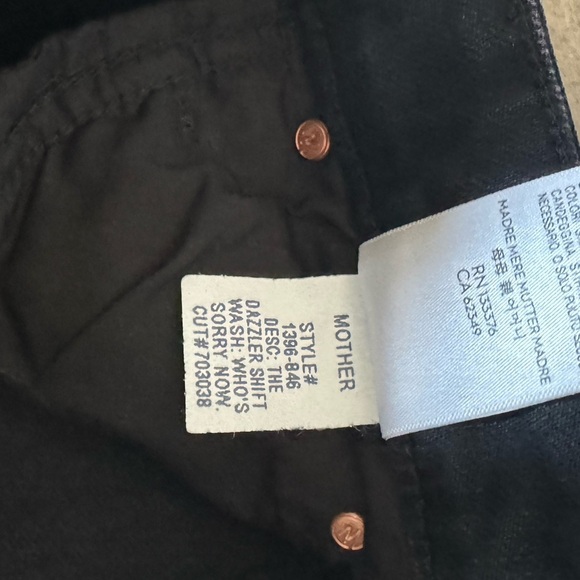 MOTHER
STYLE#
1396-846
DESC: THE
DAZZLER SHIFT
WASH: WHO'S
SORRY NOW.
CUT#703038
CANDEGGINA. S
NECESSARIO. O SOLO
MADRE MERE MUTTER MADRE
RN 133376
CA 62549